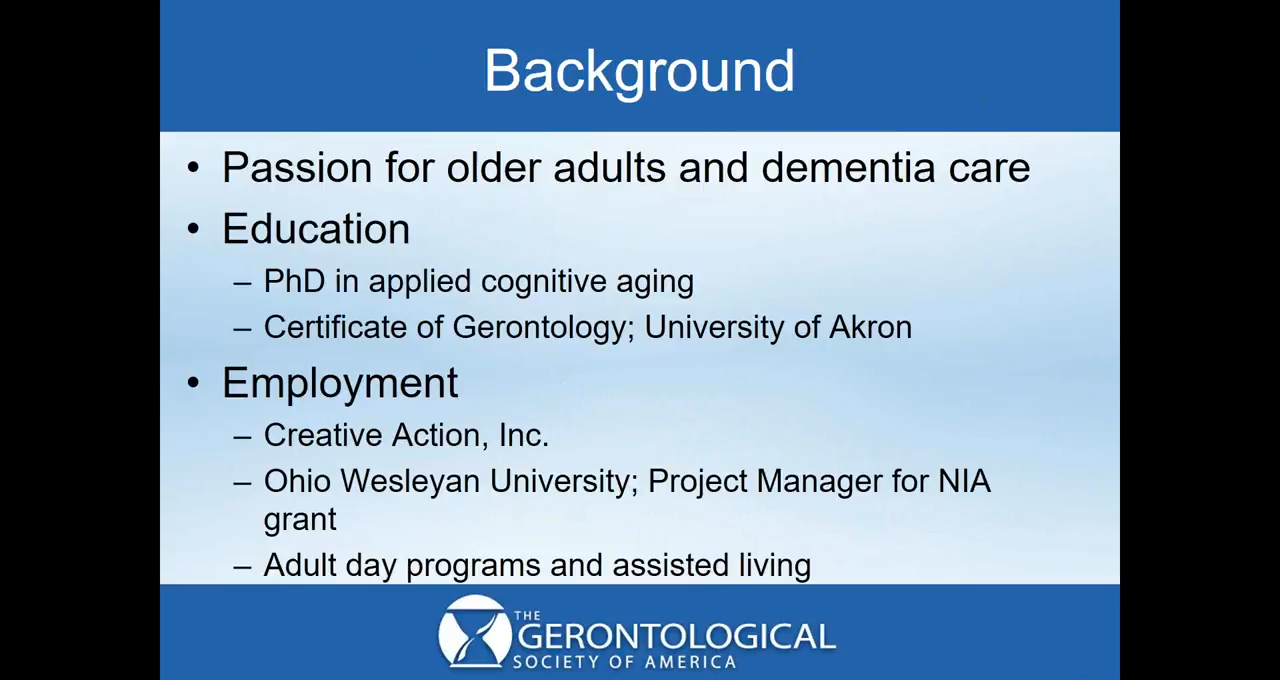 Background
• Passion for older adults and dementia care
• Education
– PhD in applied cognitive aging
– Certificate of Gerontology; University of Akron
• Employment
– Creative Action, Inc.
– Ohio Wesleyan University; Project Manager for NIA
grant
– Adult day programs and assisted living
THE
GERONTOLOGICAL
SOCIETY OF AMERICA